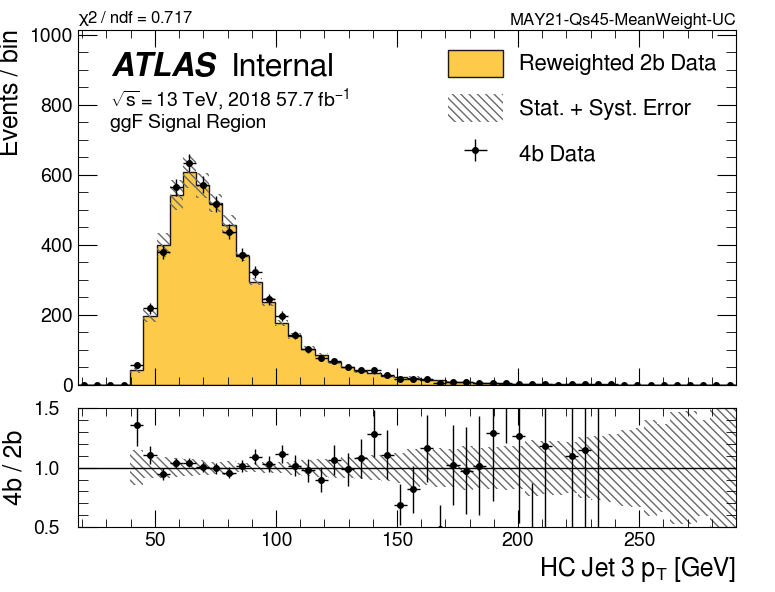 χ2 / ndf = 0.717
MAY21-Qs45-MeanWeight-UC
Events / bin
1000
800
600
400
200
0
ATLAS Internal
√s = 13 TeV, 2018 57.7 fb−1
ggF Signal Region
Reweighted 2b Data
Stat. + Syst. Error
4b Data
4b / 2b
1.5
1.0
0.5
50 100 150 200 250
HC Jet 3 pT [GeV]